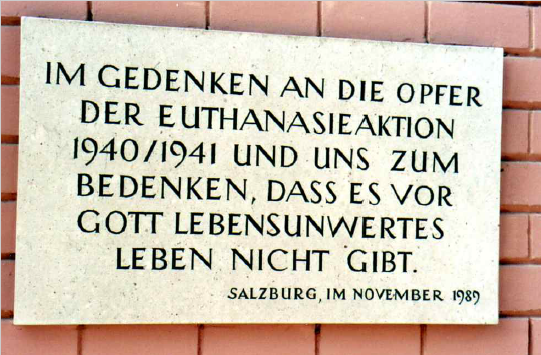 IM GEDENKEN AN DIE OPFER
DER EUTHANASIEAKTION
1940/1941 UND UNS ZUM
BEDENKEN, DASS ES VOR
GOTT LEBENSUNWERTES
LEBEN NICHT GIBT.
SALZBURG, IM NOVEMBER 1989